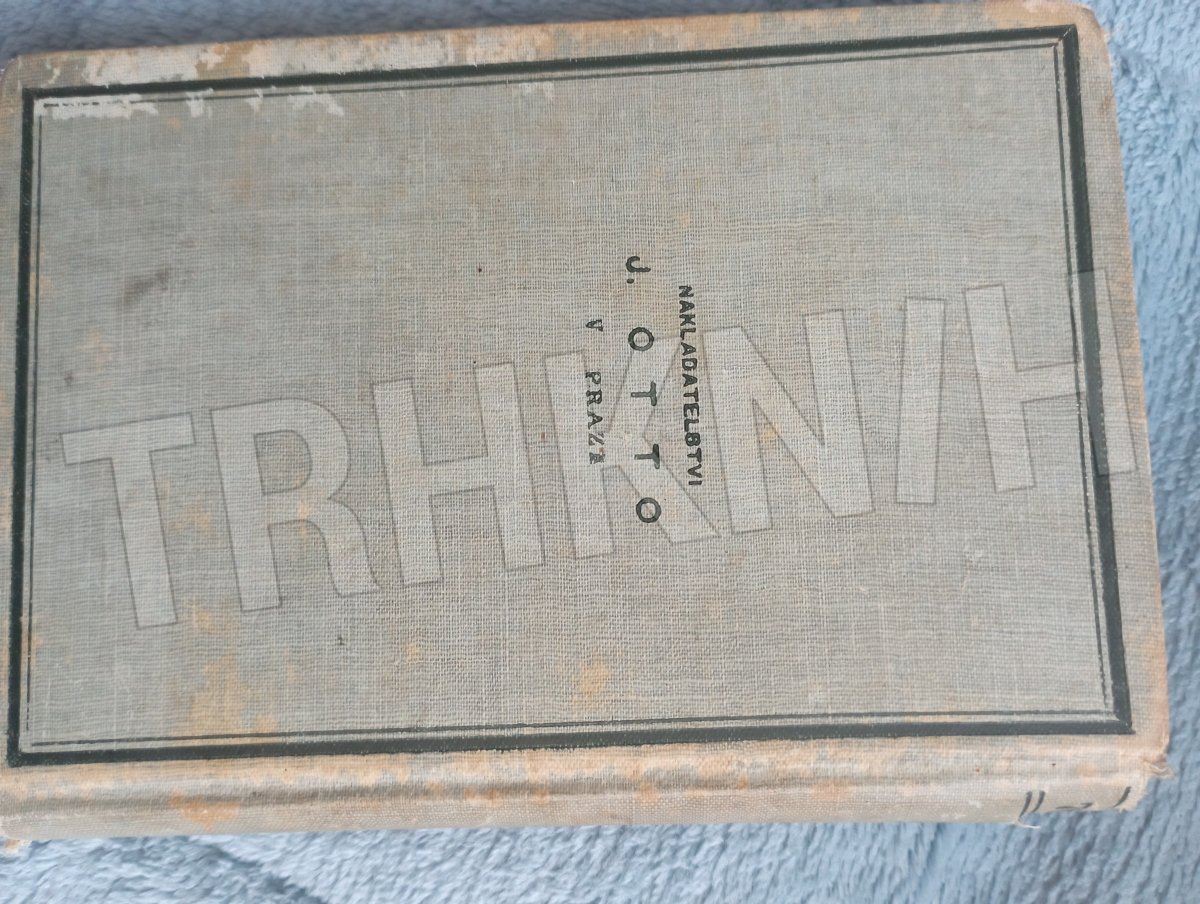 NAKLADATELSTVI
J. OTTO
V PRAZE
TRHKNIH